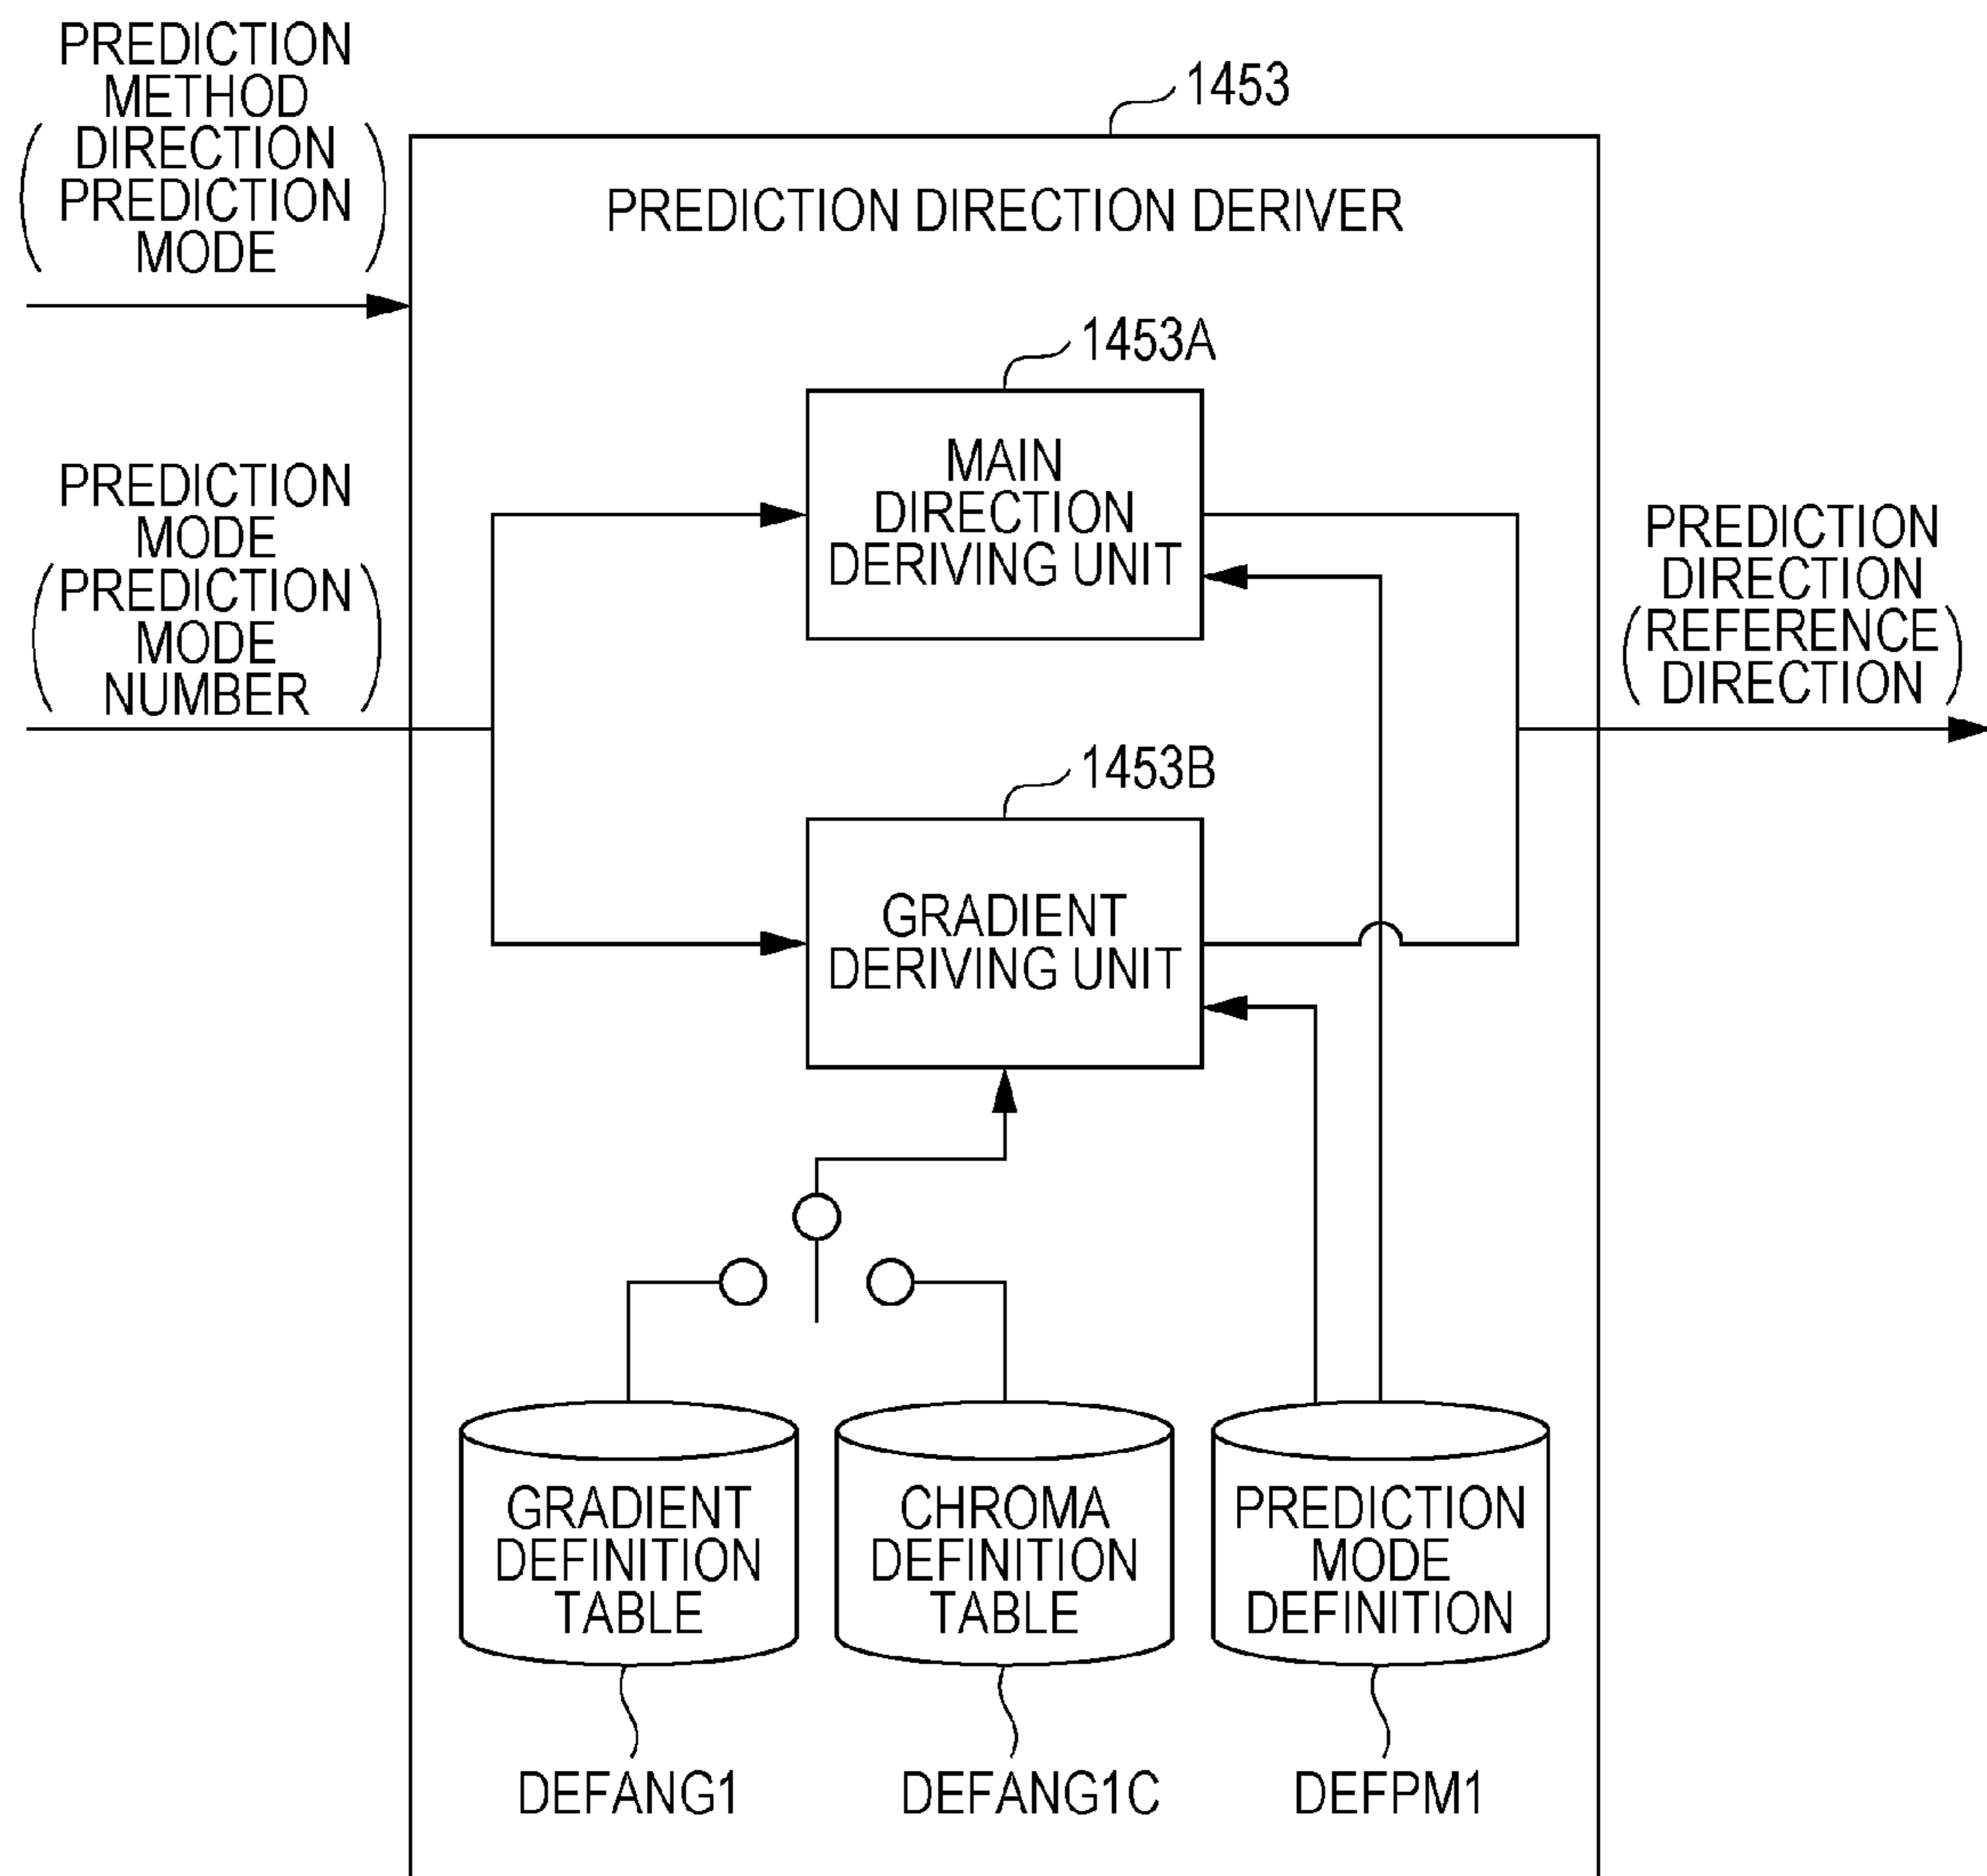 PREDICTION
METHOD
DIRECTION
PREDICTION
MODE
1453
PREDICTION DIRECTION DERIVER
1453A
MAIN
DIRECTION
DERIVING UNIT
PREDICTION
MODE
PREDICTION
MODE
NUMBER
PREDICTION
DIRECTION
REFERENCE
DIRECTION
1453B
GRADIENT
DERIVING UNIT
GRADIENT
DEFINITION
TABLE
CHROMA
DEFINITION
TABLE
PREDICTION
MODE
DEFINITION
DEFANG1
DEFANG1C
DEFPM1